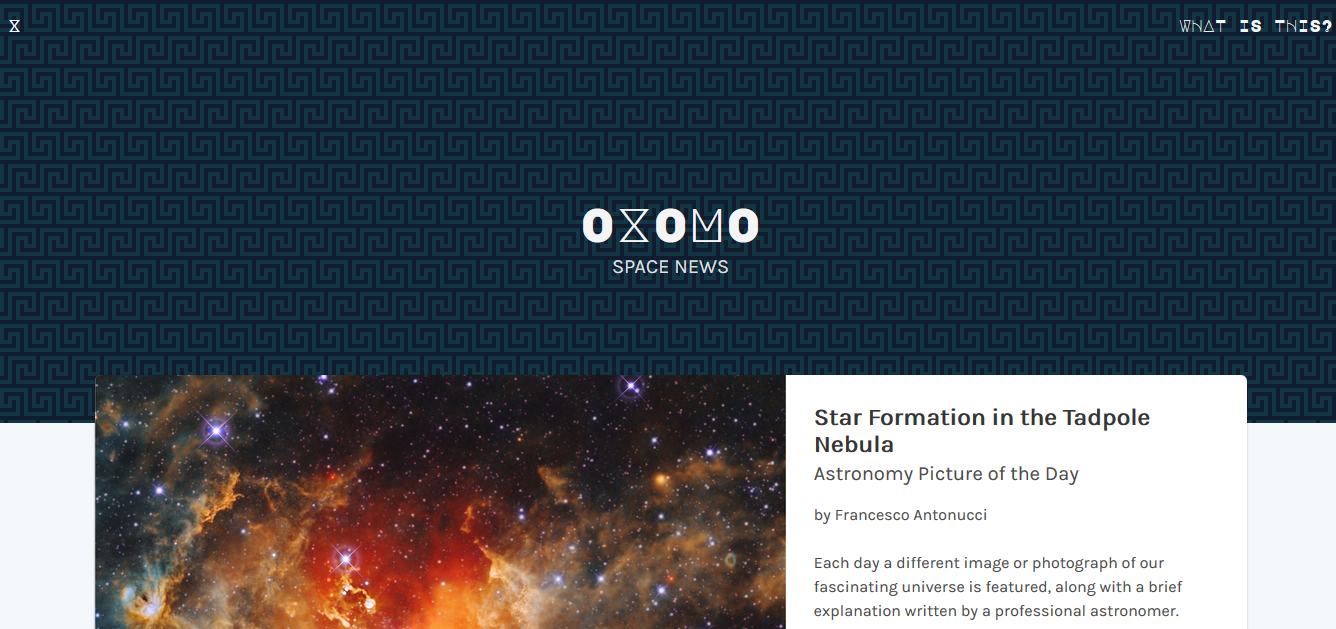 X
WHAT IS THIS?
OXOMO
SPACE NEWS
Star Formation in the Tadpole
Nebula
Astronomy Picture of the Day
by Francesco Antonucci
Each day a different image or photograph of our
fascinating universe is featured, along with a brief
explanation written by a professional astronomer.